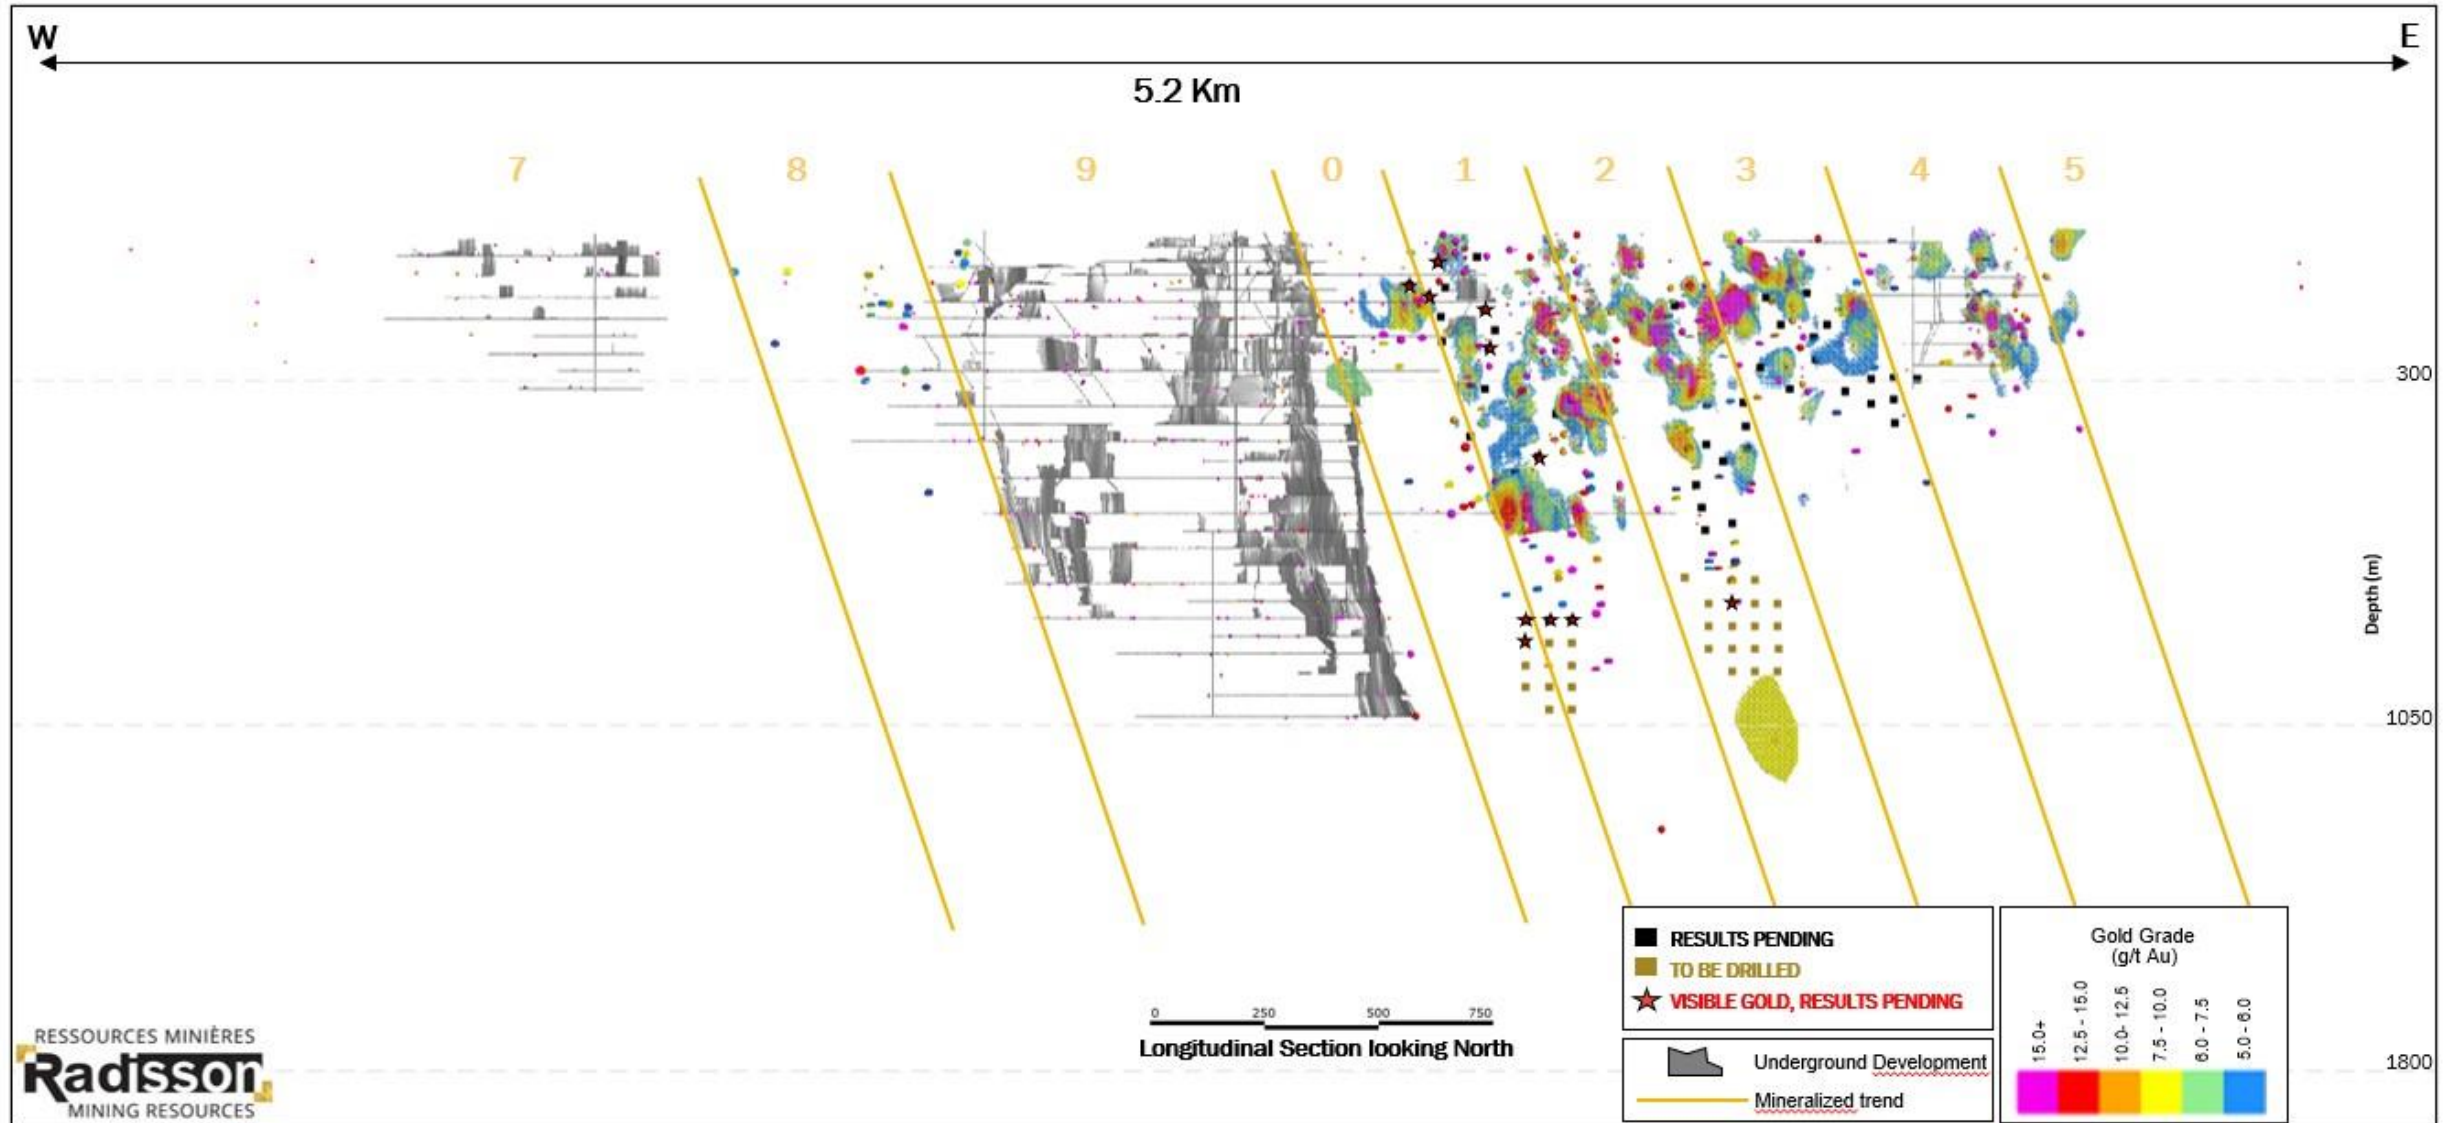 W
E
5.2 Km
7
8
9
0
1
2
3
4
5
300
Depth (m)
1050
1800
RESULTS PENDING
TO BE DRILLED
VISIBLE GOLD, RESULTS PENDING
Underground Development
Mineralized trend
Gold Grade
(g/t Au)
15.0+
12.5 - 15.0
10.0- 12.5
7.5 - 10.0
6.0 - 7.5
5.0 - 6.0
0 250 500 750
Longitudinal Section looking North
RESSOURCES MINIÈRES
Radisson
MINING RESOURCES